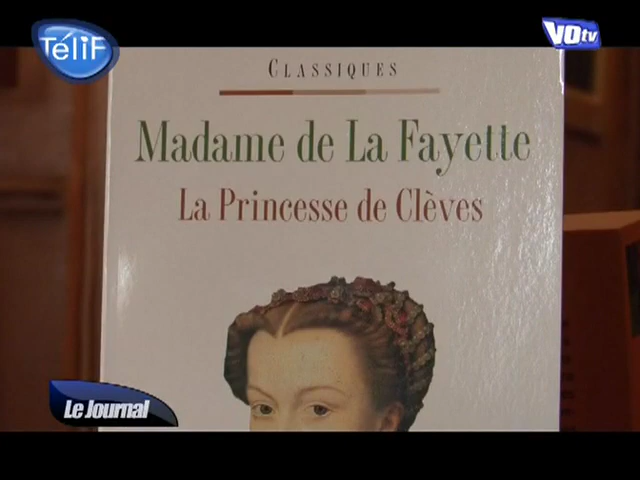 TéliF
VOtv
CLASSIQUES
Madame de La Fayette
La Princesse de Clèves
Le Journal